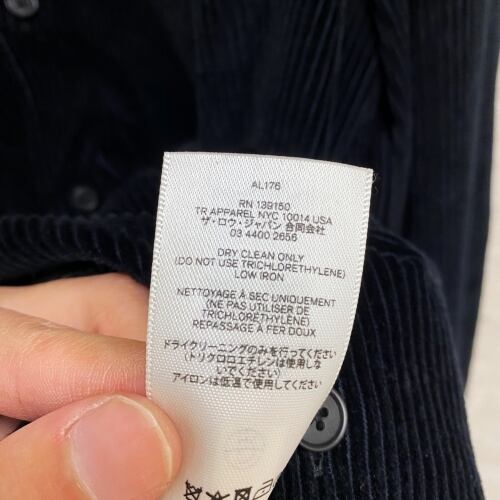 AL176
RN 139150
TR APPAREL NYC 10014 USA
ザ・ロウ・ジャパン 合同会社
03 4400 2656
DRY CLEAN ONLY
(DO NOT USE TRICHLORETHYLENE)
LOW IRON
NETTOYAGE À SEC UNIQUEMENT
(NE PAS UTILISER DE
TRICHLORETHYLÈNE)
REPASSAGE À FER DOUX
ドライクリーニングのみを行ってください
(トリクロロエチレンは使用しな
いでください)
アイロンは低温で使用してください